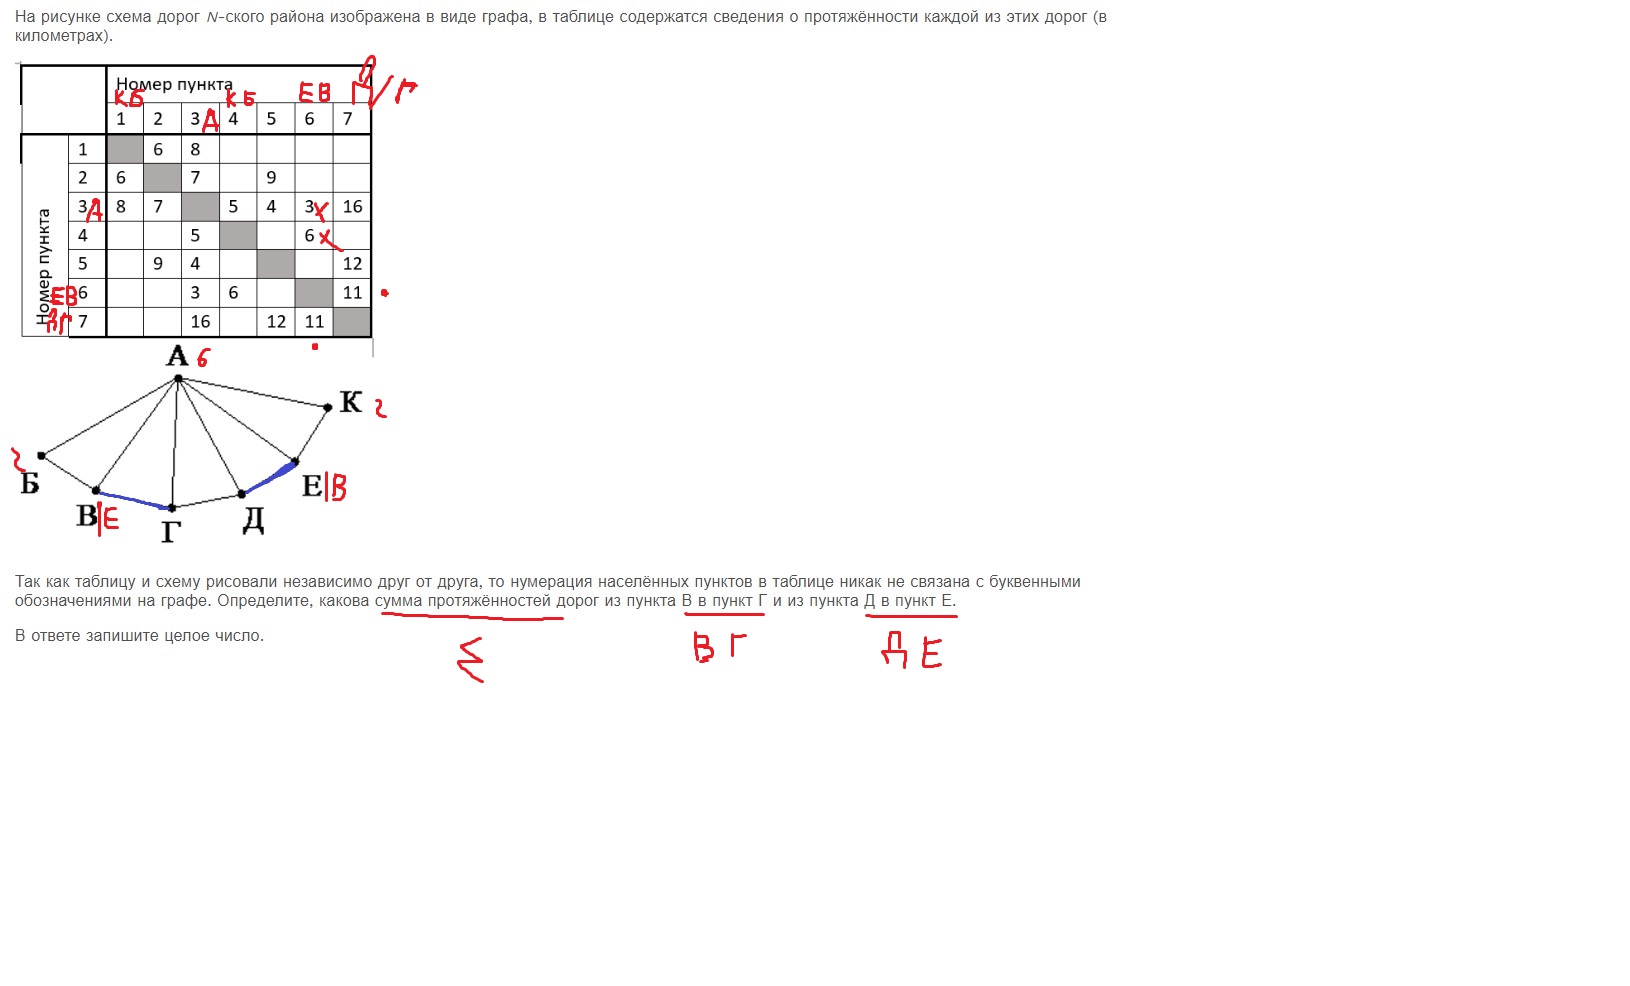 На рисунке схема дорог N-ского района изображена в виде графа, в таблице содержатся сведения о протяжённости каждой из этих дорог (в
километрах).
Номер пункта
КБ КБ ЕВ Д/Г
1 2 3 А 4 5 6 7
Номер пункта
1 6 8
2 6 7 9
3 А 8 7 5 4 3 х 16
4 5 6 х
5 9 4 12
ЕВ 6 3 6 11
ДГ 7 16 12 11
А 6
К 2
2
Б
Е|В
В|Е
Г
Д
Так как таблицу и схему рисовали независимо друг от друга, то нумерация населённых пунктов в таблице никак не связана с буквенными
обозначениями на графе. Определите, какова сумма протяжённостей дорог из пункта В в пункт Г и из пункта Д в пункт Е.
В ответе запишите целое число.
Σ В Г Д Е